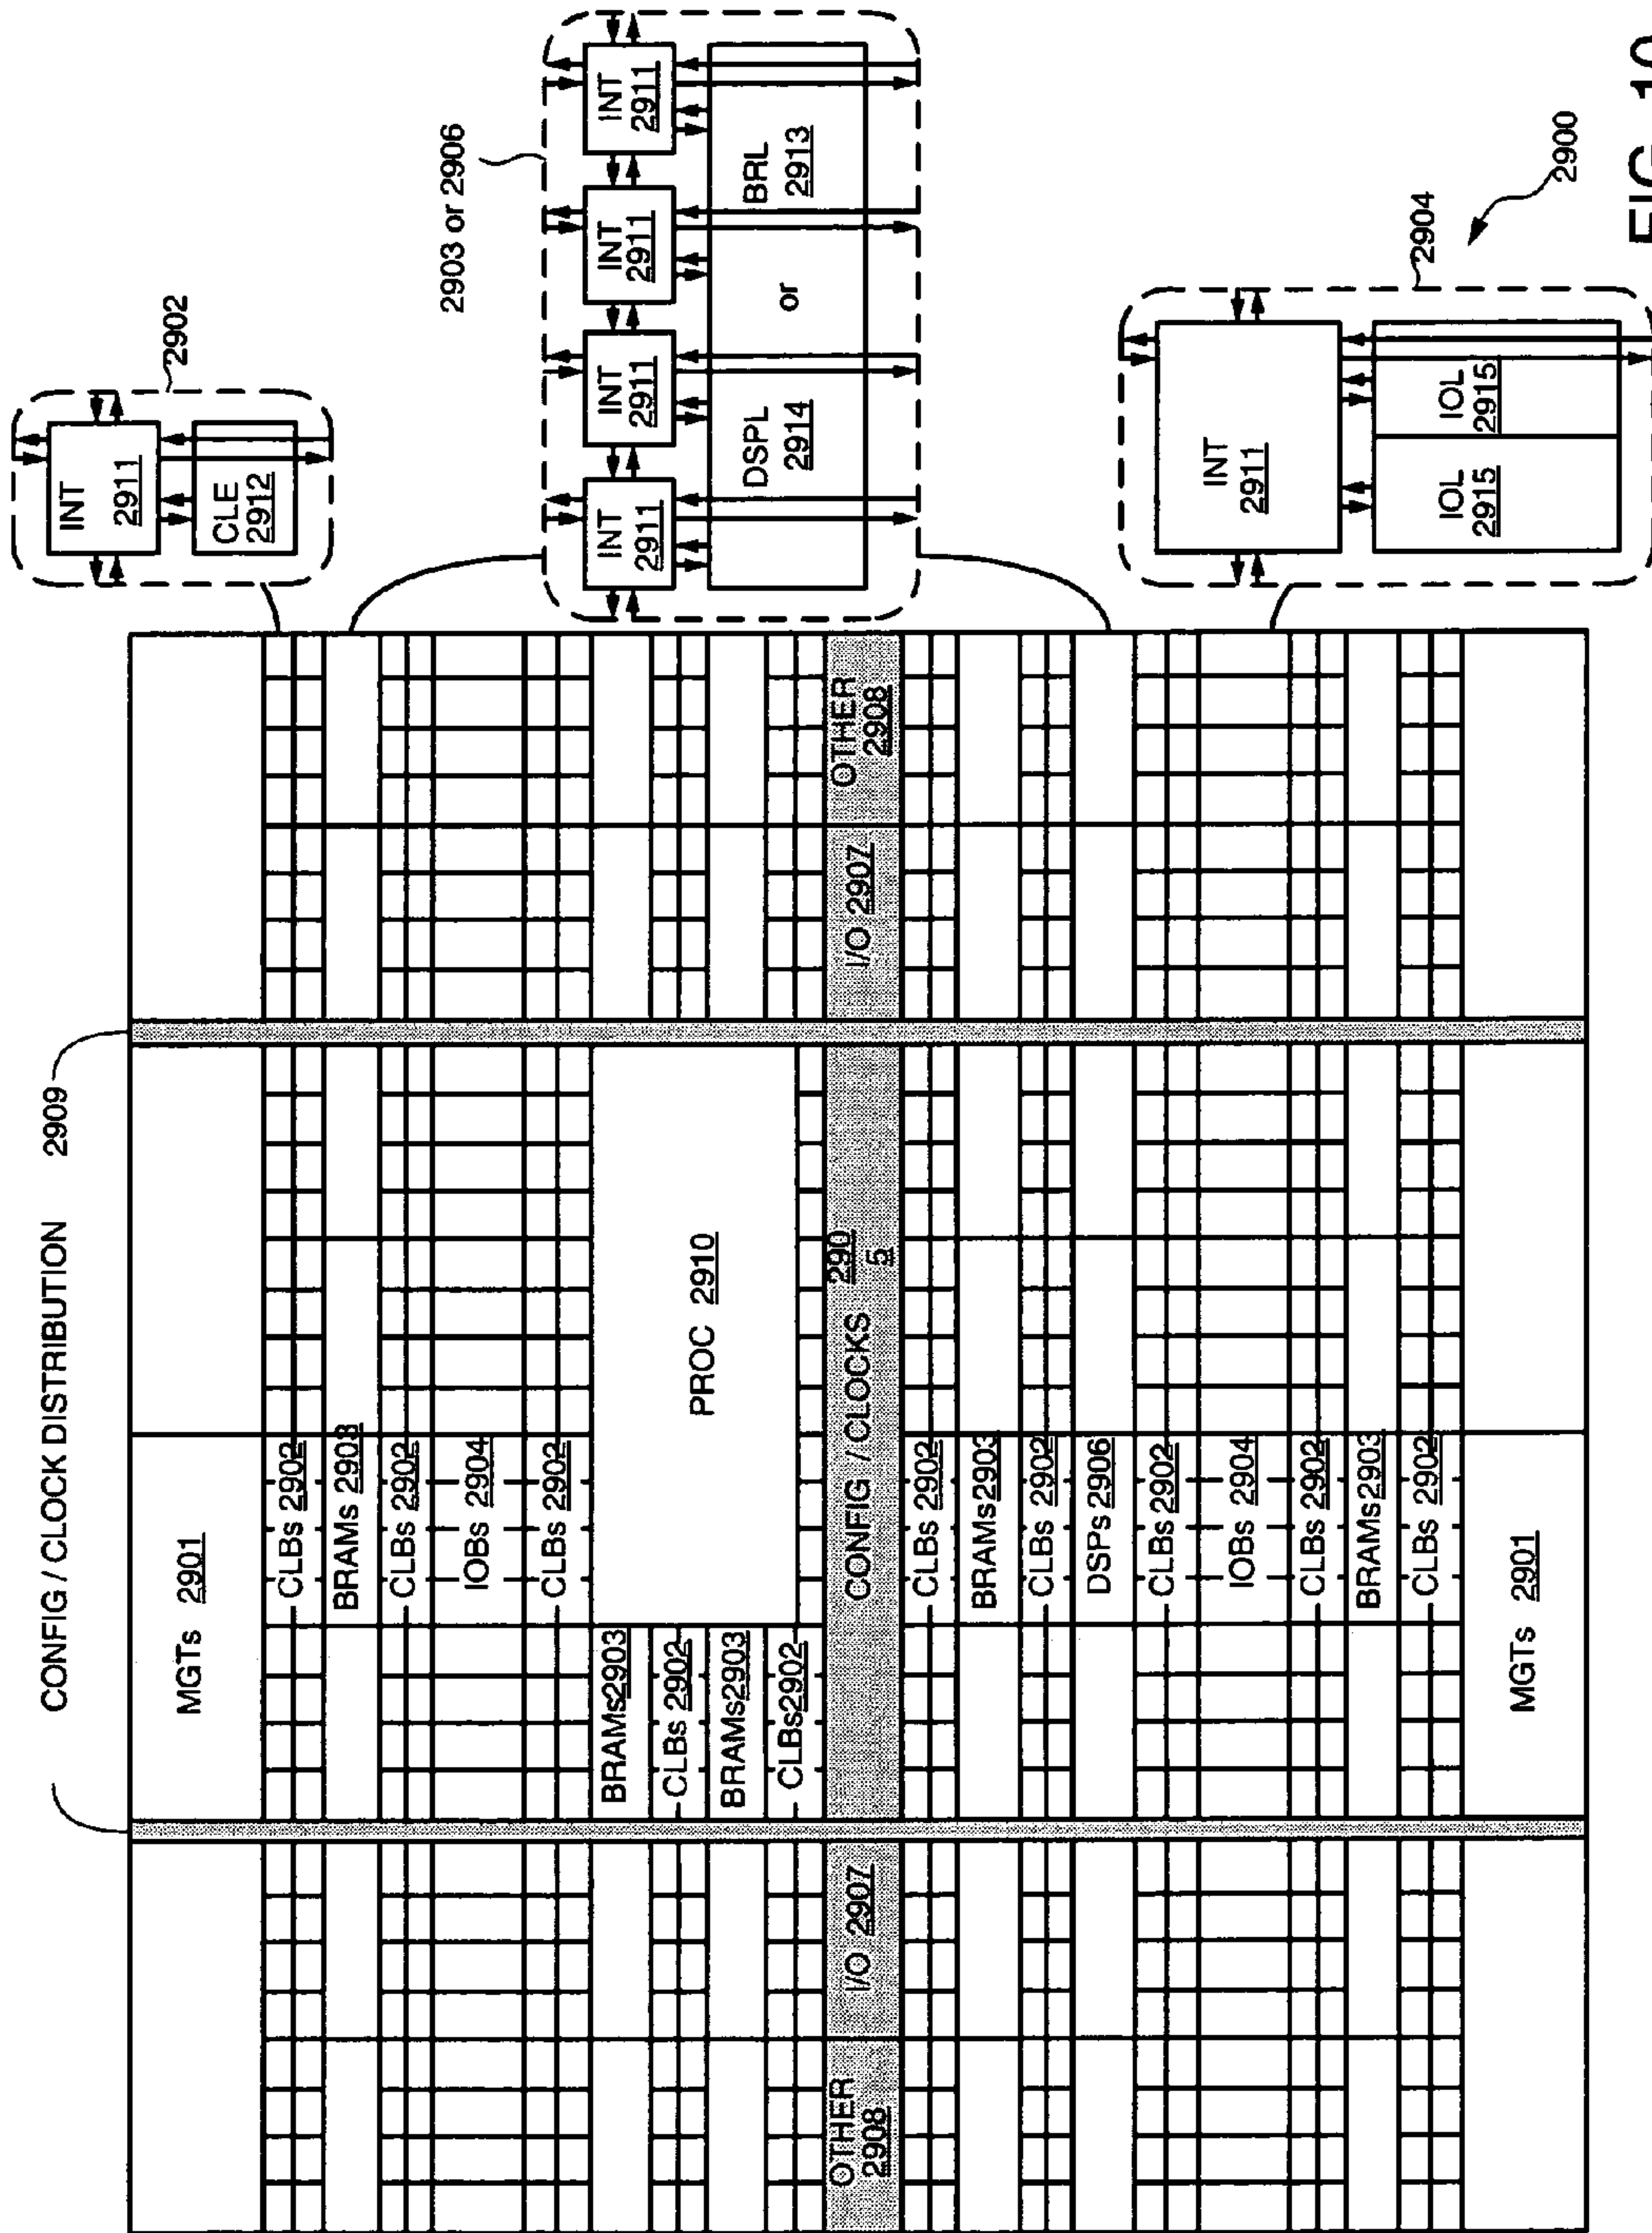 CONFIG / CLOCK DISTRIBUTION 2909
MGTs 2901
CLBs 2902
BRAMs 2903
CLBs 2902
IOBs 2904
CLBs 2902
BRAMs 2903
CLBs 2902
BRAMs 2903
CLBs 2902
PROC 2910
OTHER
2908
I/O 2907
CONFIG / CLOCKS 290
5
I/O 2907
OTHER
2908
CLBs 2902
BRAMs 2903
CLBs 2902
DSPs 2906
CLBs 2902
IOBs 2904
CLBs 2902
BRAMs 2903
CLBs 2902
MGTs 2901
2902
INT
2911
CLE
2912
2903 or 2906
INT
2911
INT
2911
INT
2911
INT
2911
DSPL
2914
or
BRL
2913
2904
INT
2911
IOL
2915
IOL
2915
2900
FIG. 10